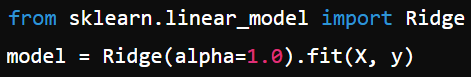 from sklearn.linear_model import Ridge
model = Ridge(alpha=1.0).fit(X, y)